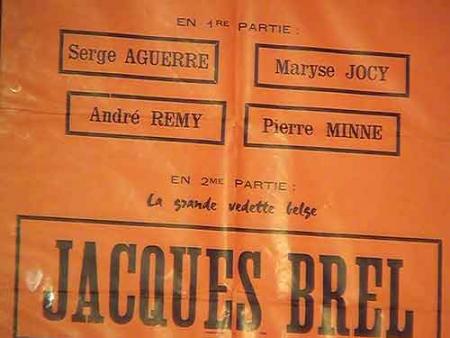 EN 1RE PARTIE :
Serge AGUERRE
Maryse JOCY
André REMY
Pierre MINNE
EN 2ME PARTIE :
La grande vedette belge
JACQUES BREL